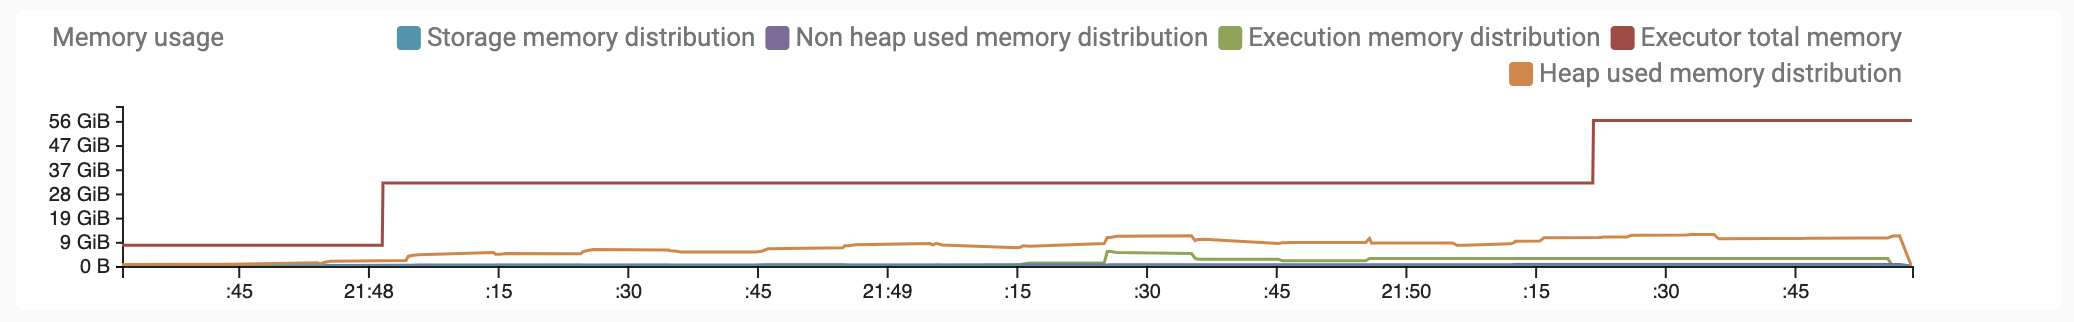 Memory usage Storage memory distribution Non heap used memory distribution Execution memory distribution Executor total memory
Heap used memory distribution
56 GiB
47 GiB
37 GiB
28 GiB
19 GiB
9 GiB
0 B
:45 21:48 :15 :30 :45 21:49 :15 :30 :45 21:50 :15 :30 :45